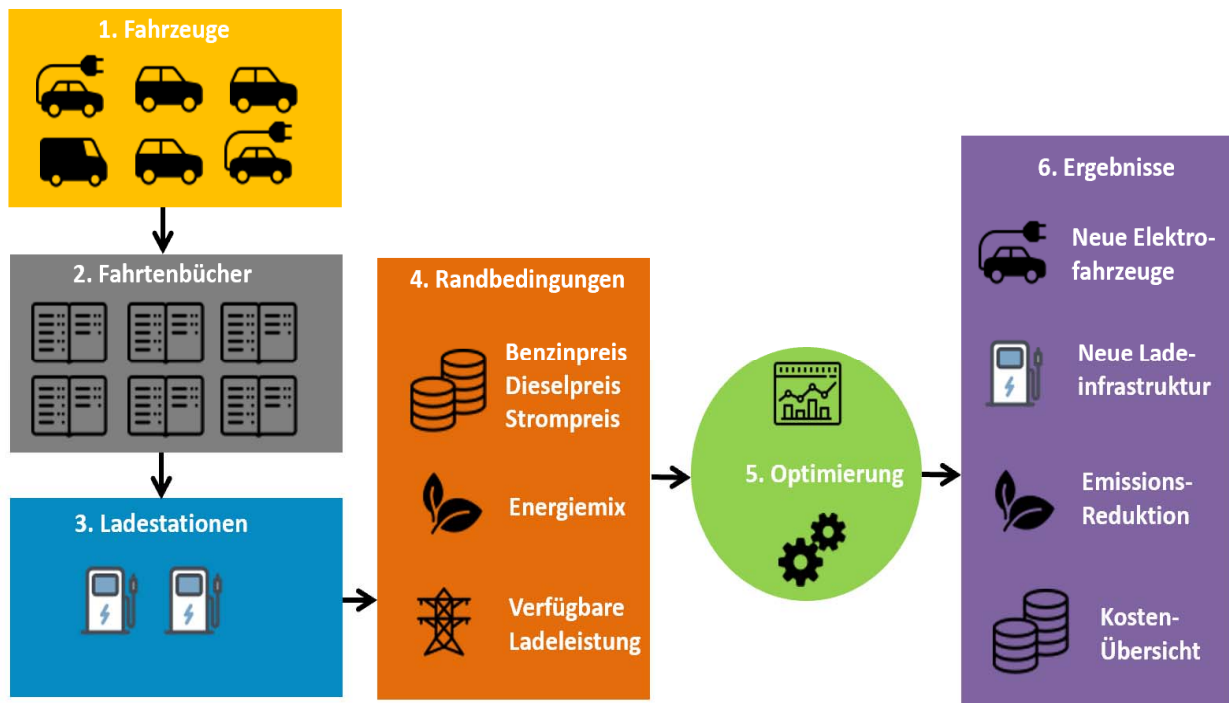 1. Fahrzeuge
2. Fahrtenbücher
3. Ladestationen
4. Randbedingungen
Benzinpreis
Dieselpreis
Strompreis
Energiemix
Verfügbare
Ladeleistung
5. Optimierung
6. Ergebnisse
Neue Elektro-
fahrzeuge
Neue Lade-
infrastruktur
Emissions-
Reduktion
Kosten-
Übersicht